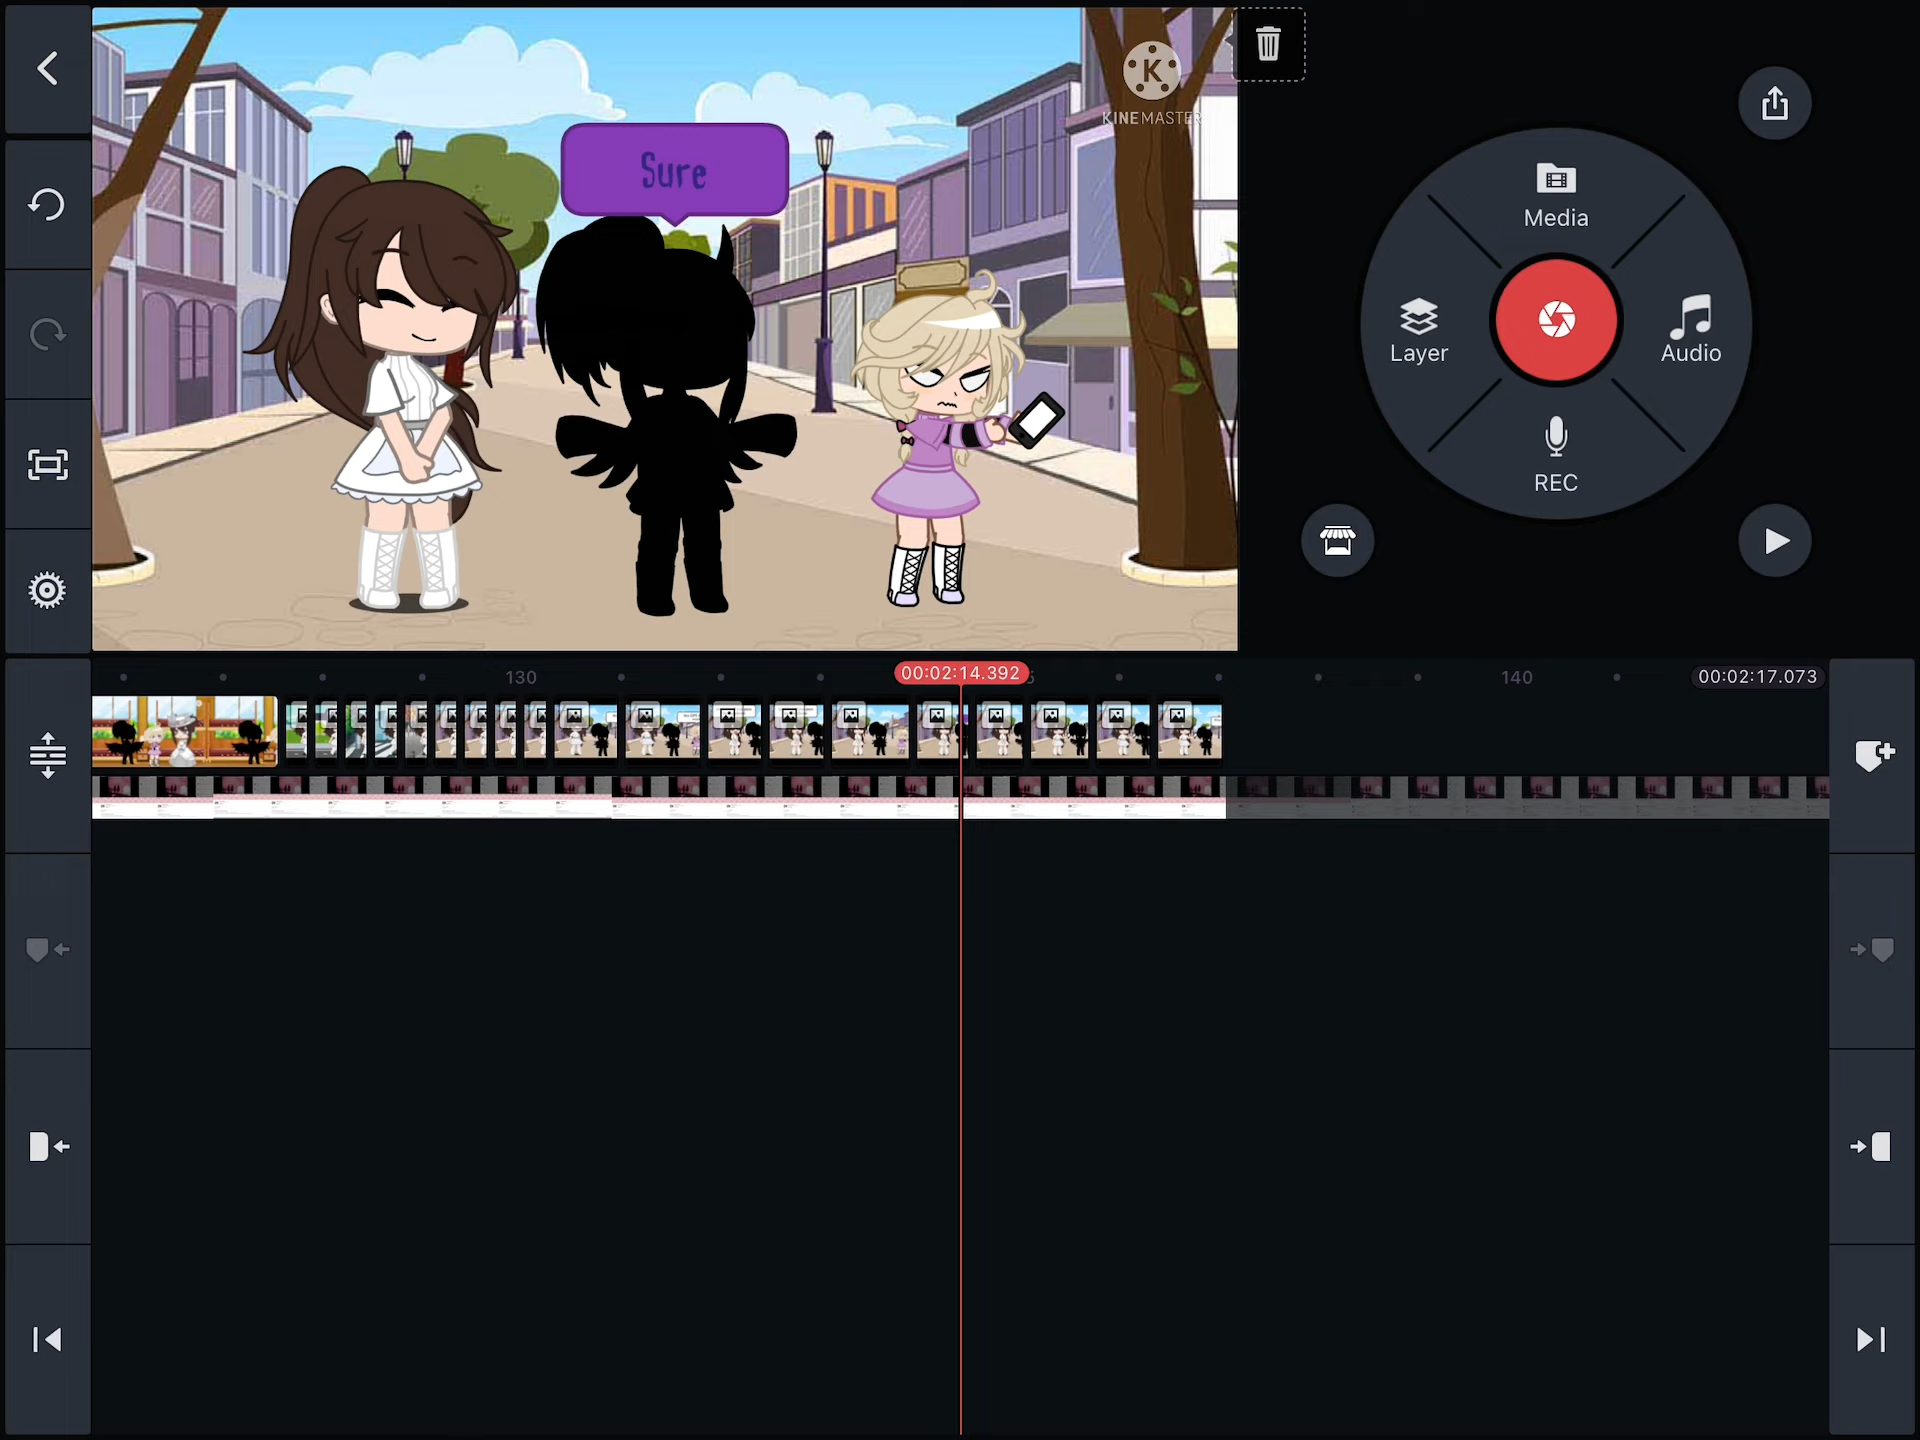 Sure
KINEMASTER
Media
Layer
Audio
REC
130
00:02:14.392
140
00:02:17.073